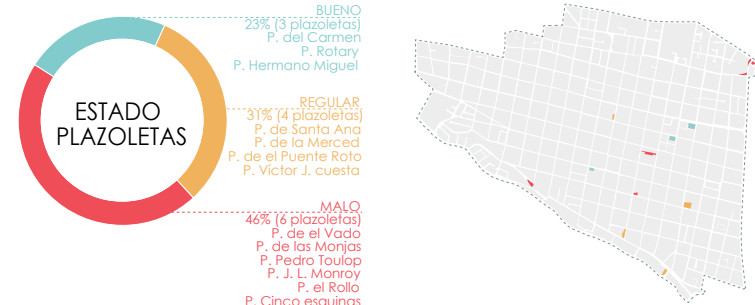 ESTADO
PLAZOLETAS
BUENO
23% (3 plazoletas)
P. del Carmen
P. Rotary
P. Hermano Miguel
REGULAR
31% (4 plazoletas)
P. de Santa Ana
P. de la Merced
P. de el Puente Roto
P. Víctor J. cuesta
MALO
46% (6 plazoletas)
P. de el Vado
P. de las Monjas
P. Pedro Toulop
P. J. L. Monroy
P. el Rollo
P. Cinco esquinas